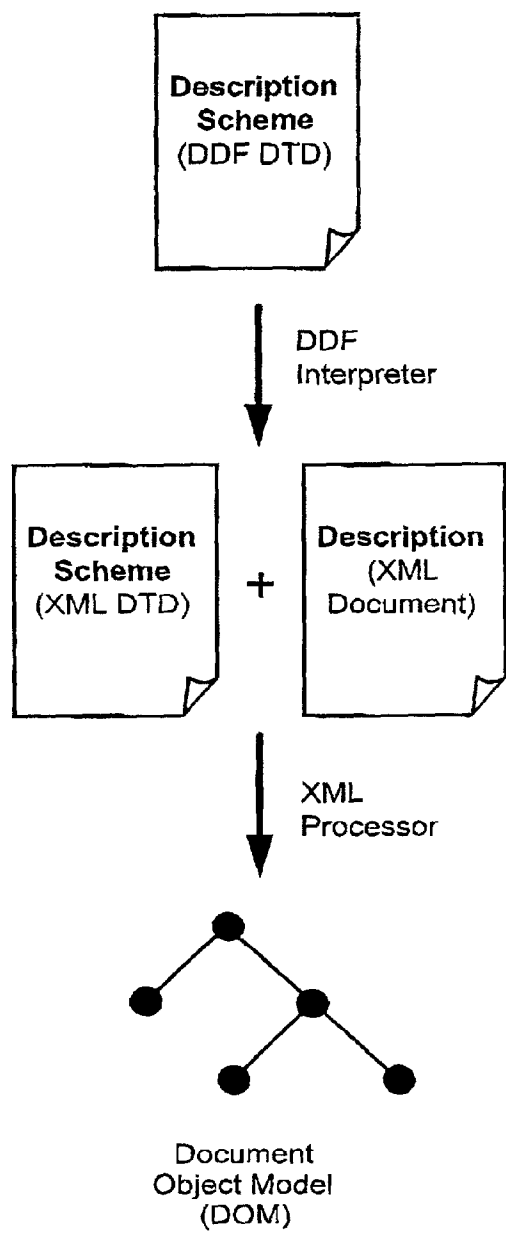 Description
Scheme
(DDF DTD)
DDF
Interpreter
Description
Scheme
(XML DTD)
+
Description
(XML
Document)
XML
Processor
Document
Object Model
(DOM)